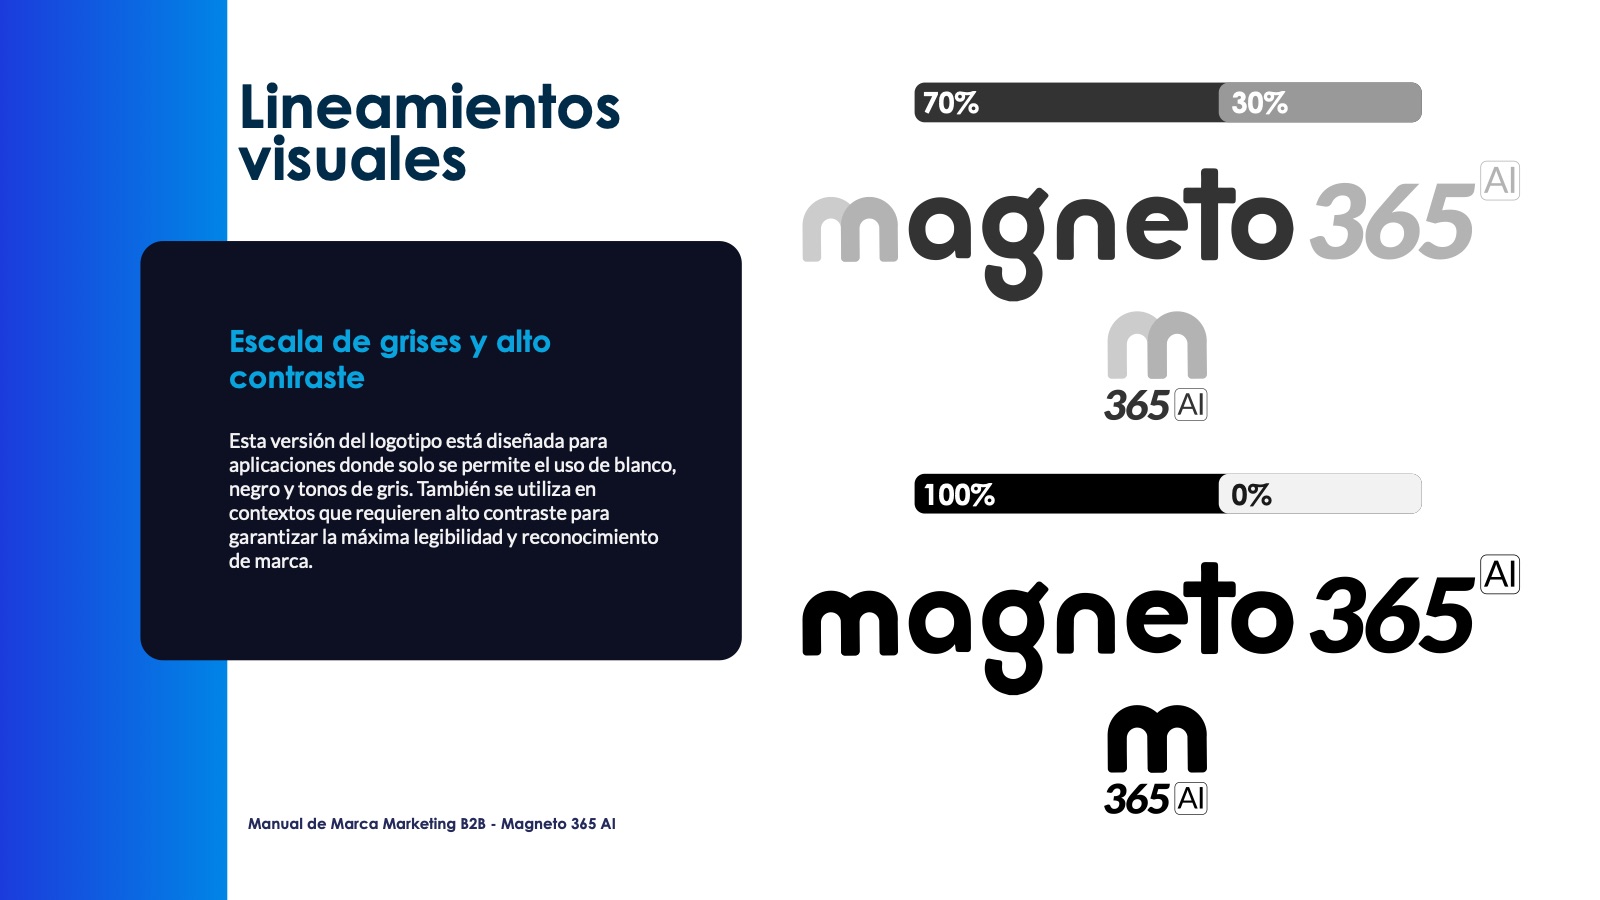 Lineamientos
visuales
Escala de grises y alto
contraste
Esta versión del logotipo está diseñada para
aplicaciones donde solo se permite el uso de blanco,
negro y tonos de gris. También se utiliza en
contextos que requieren alto contraste para
garantizar la máxima legibilidad y reconocimiento
de marca.
Manual de Marca Marketing B2B - Magneto 365 AI
70% 30%
magneto 365 AI
m
365 AI
100% 0%
magneto 365 AI
m
365 AI